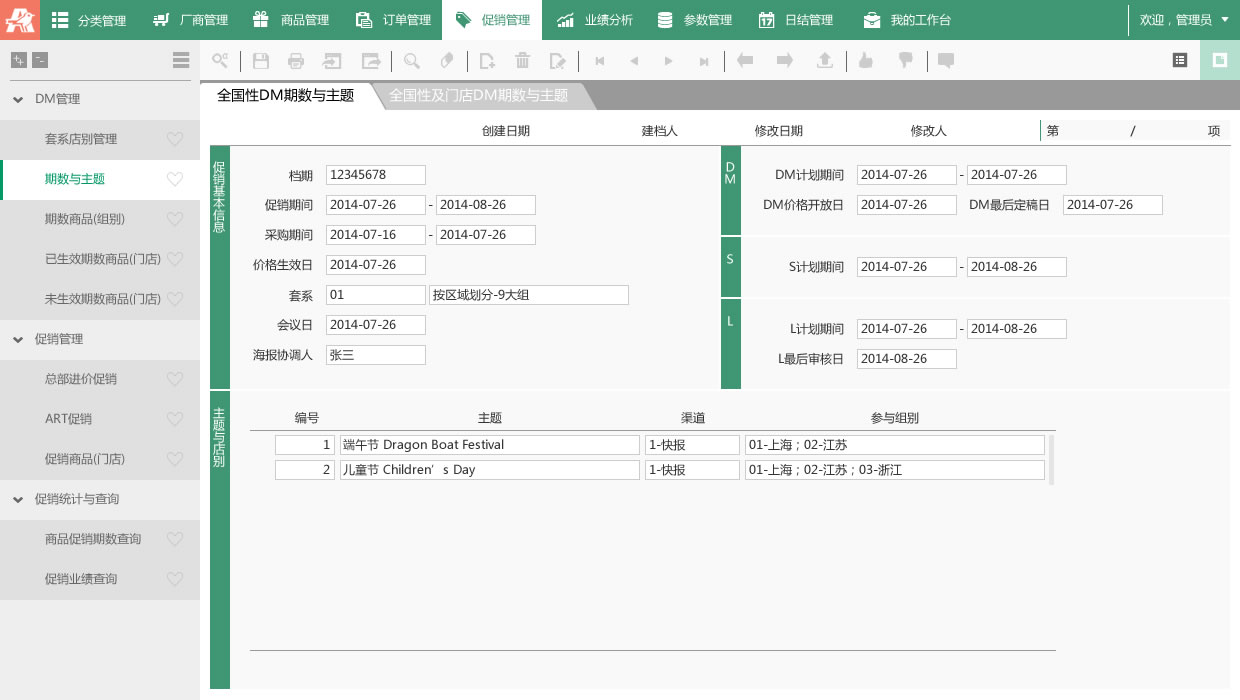 分类管理 厂商管理 商品管理 订单管理 促销管理 业绩分析 参数管理 日结管理 我的工作台 欢迎，管理员
DM管理
套系店别管理
期数与主题
期数商品(组别)
已生效期数商品(门店)
未生效期数商品(门店)
促销管理
总部进价促销
ART促销
促销商品(门店)
促销统计与查询
商品促销期数查询
促销业绩查询
全国性DM期数与主题 全国性及门店DM期数与主题
创建日期 建档人 修改日期 修改人 第 / 项
促销基本信息
档期 12345678
促销期间 2014-07-26 - 2014-08-26
采购期间 2014-07-16 - 2014-07-26
价格生效日 2014-07-26
套系 01 按区域划分-9大组
会议日 2014-07-26
海报协调人 张三
DM
DM计划期间 2014-07-26 - 2014-07-26
DM价格开放日 2014-07-26 DM最后定稿日 2014-07-26
S
S计划期间 2014-07-26 - 2014-08-26
L
L计划期间 2014-07-26 - 2014-08-26
L最后审核日 2014-08-26
主题与店别
编号 主题 渠道 参与组别
1 端午节 Dragon Boat Festival 1-快报 01-上海；02-江苏
2 儿童节 Children’s Day 1-快报 01-上海；02-江苏；03-浙江